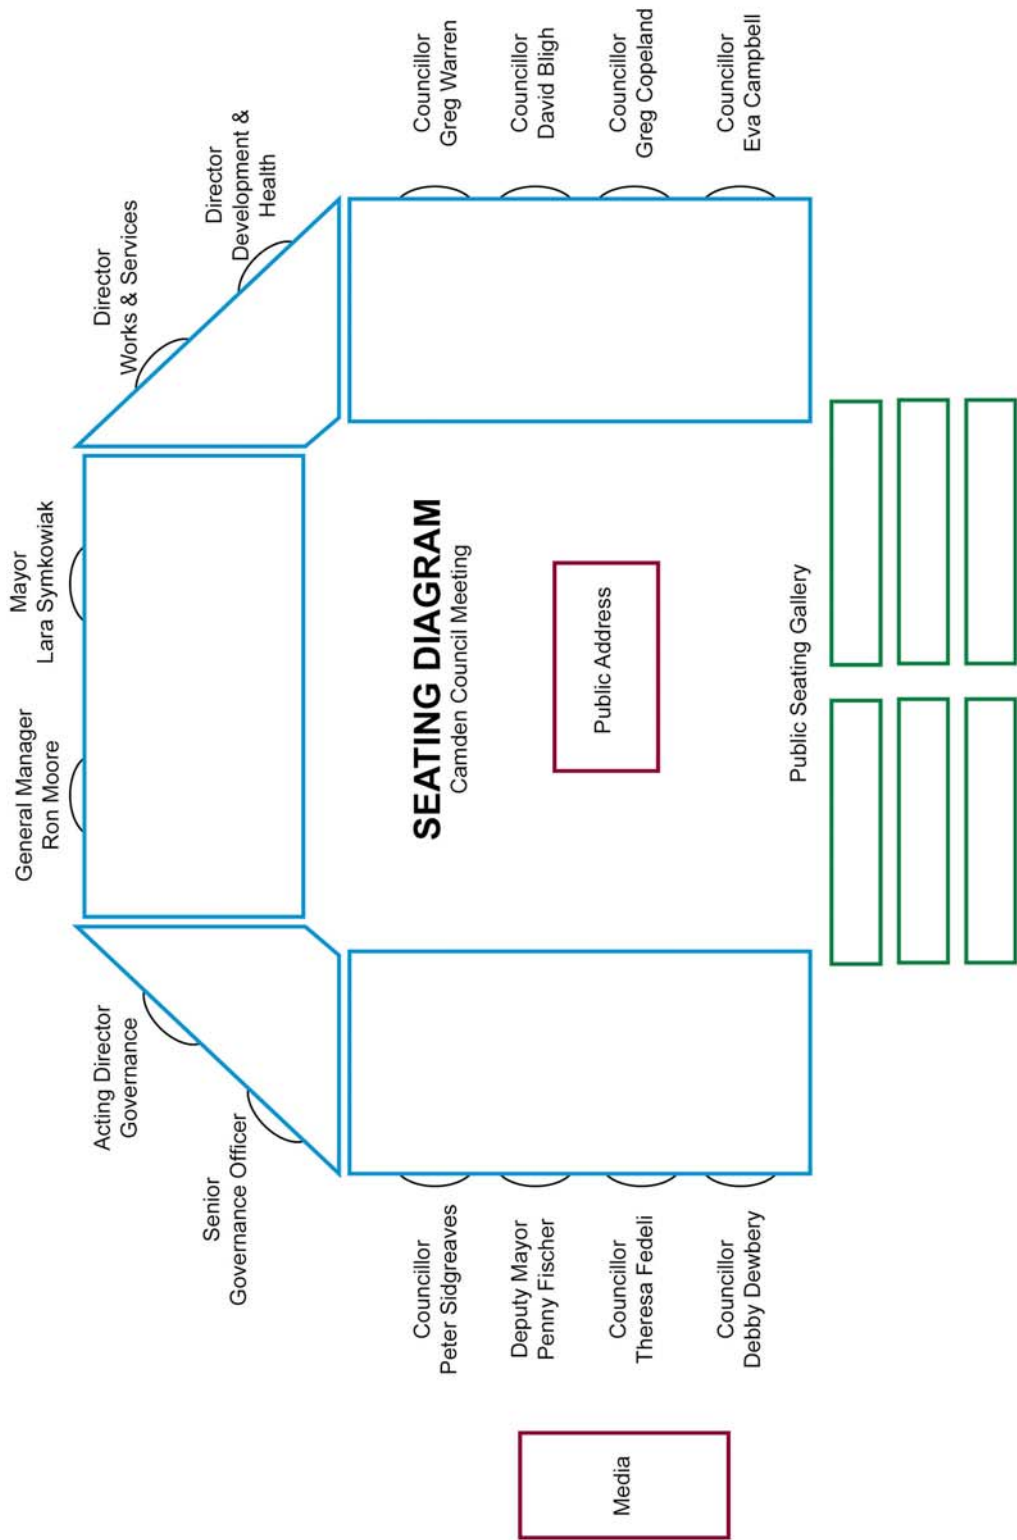 SEATING DIAGRAM
Camden Council Meeting
General Manager
Ron Moore
Mayor
Lara Symkowiak
Acting Director
Governance
Senior
Governance Officer
Director
Works & Services
Director
Development &
Health
Councillor
Peter Sidgreaves
Deputy Mayor
Penny Fischer
Councillor
Theresa Fedeli
Councillor
Debby Dewbery
Councillor
Greg Warren
Councillor
David Bligh
Councillor
Greg Copeland
Councillor
Eva Campbell
Public Address
Media
Public Seating Gallery